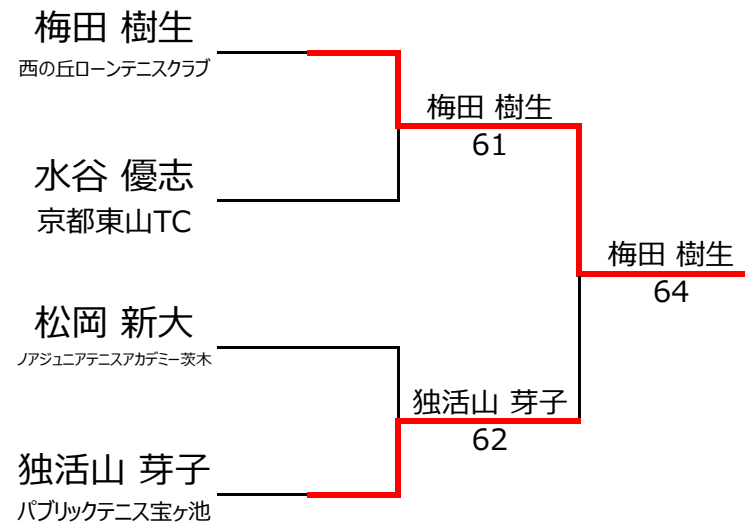 梅田 樹生
西の丘ローンテニスクラブ
水谷 優志
京都東山TC
松岡 新大
ノアジュニアテニスアカデミー茨木
独活山 芽子
パブリックテニス宝ヶ池
梅田 樹生
61
独活山 芽子
62
梅田 樹生
64